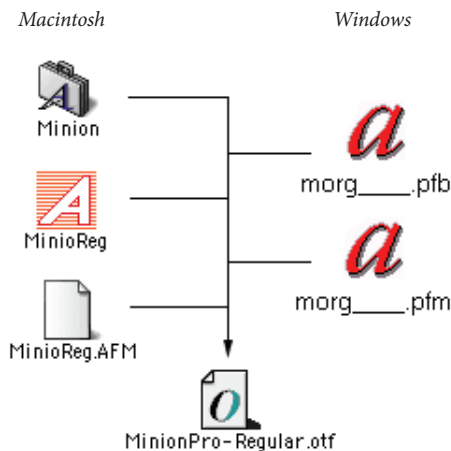 Macintosh
Windows
Minion
morg____.pfb
MinioReg
morg____.pfm
MinioReg.AFM
MinionPro-Regular.otf